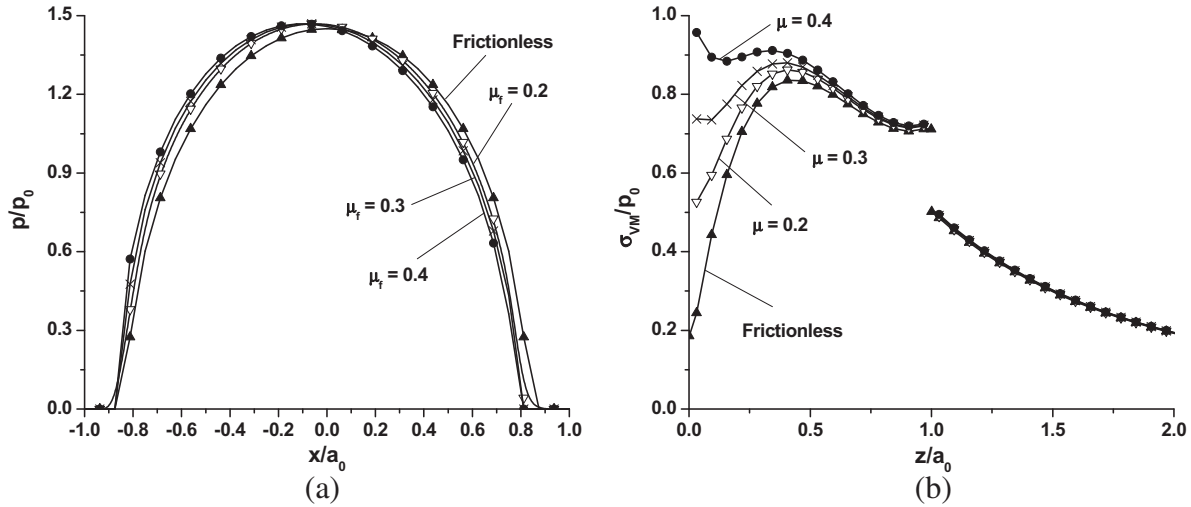 1.5
1.2
0.9
0.6
0.3
0.0
p/p₀
Frictionless
μf = 0.2
μf = 0.3
μf = 0.4
-1.0 -0.8 -0.6 -0.4 -0.2 0.0 0.2 0.4 0.6 0.8 1.0
x/a₀
(a)
1.0
0.8
0.6
0.4
0.2
0.0
σVM/p₀
μ = 0.4
μ = 0.3
μ = 0.2
Frictionless
0.0 0.5 1.0 1.5 2.0
z/a₀
(b)